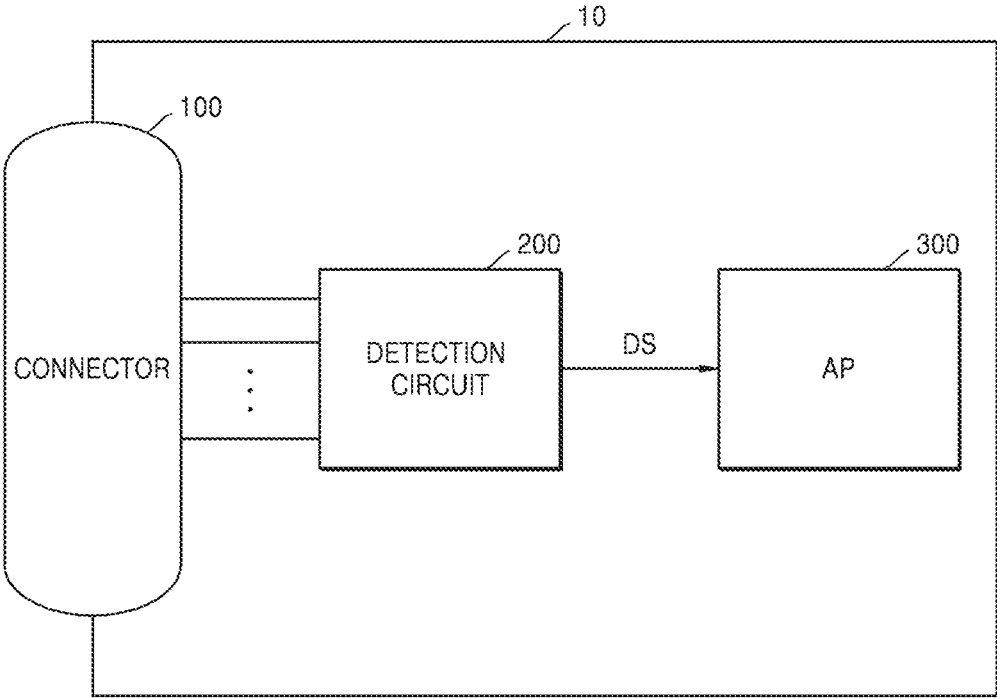 10
100
200
300
CONNECTOR
DETECTION
CIRCUIT
DS
AP